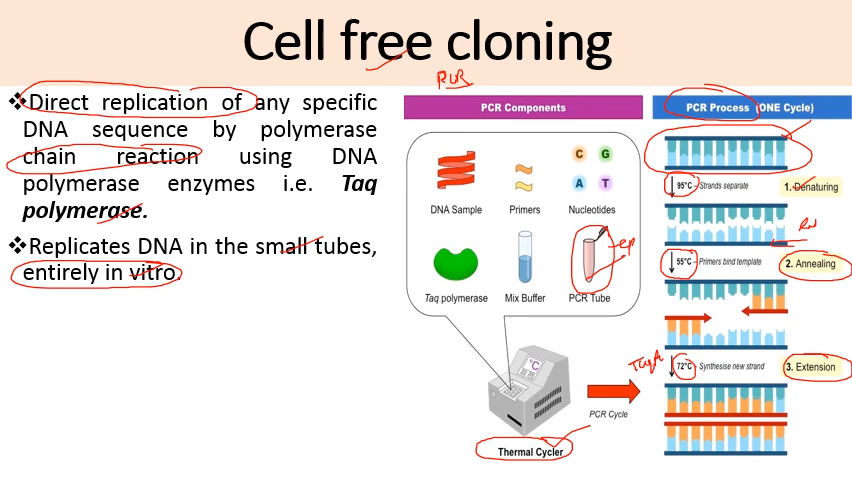 Cell free cloning
PCR
❖Direct replication of any specific
DNA sequence by polymerase
chain reaction using DNA
polymerase enzymes i.e. Taq
polymerase.
❖Replicates DNA in the small tubes,
entirely in vitro.
PCR Components
C G
A T
DNA Sample Primers Nucleotides
Taq polymerase Mix Buffer PCR Tube
°C
Thermal Cycler
PCR Cycle
PCR Process (ONE Cycle)
95°C – Strands separate
1. Denaturing
55°C – Primers bind template
2. Annealing
72°C – Synthesise new strand
3. Extension